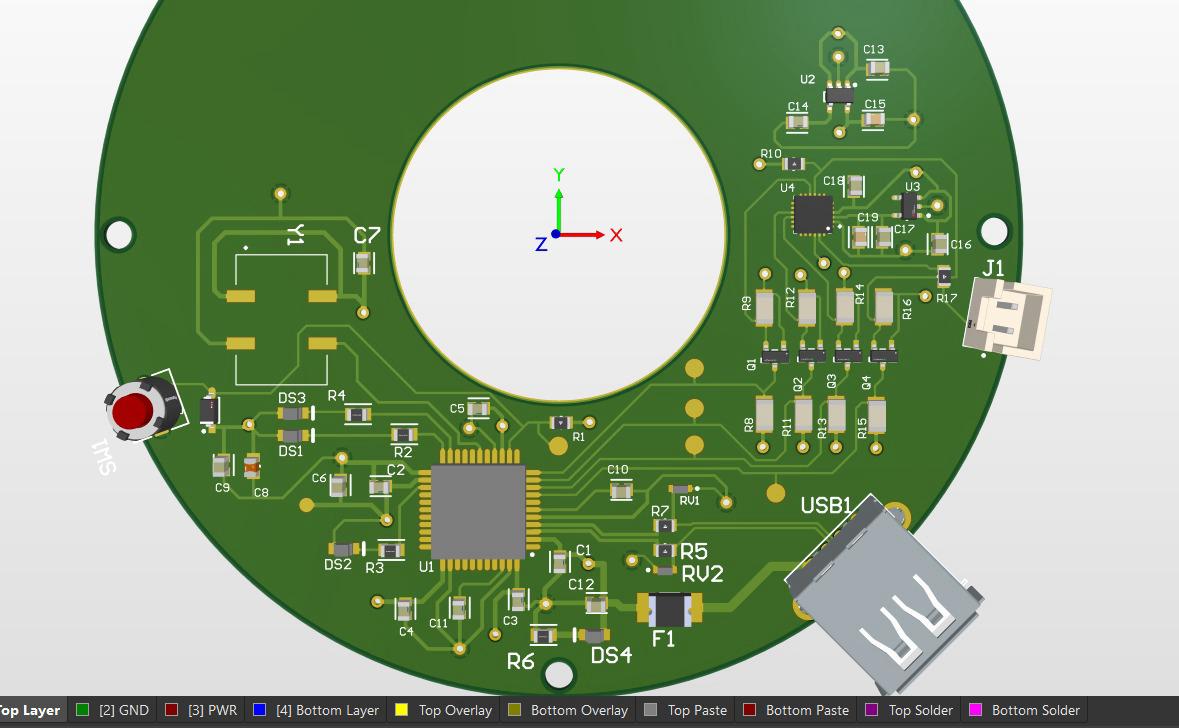 C13
U2
C14
C15
R10
U4
C18
U3
C19
C17
C16
Y
X
Z
Y1
C7
J1
R9
R12
R14
R16
R17
Q1
Q2
Q3
Q4
R8
R11
R13
R15
DS3
R4
C5
R1
DS1
R2
SW1
C9
C8
C6
C2
C10
RV1
USB1
R7
R5
RV2
DS2
R3
U1
C1
C12
C4
C11
C3
F1
R6
DS4
Top Layer
[2] GND
[3] PWR
[4] Bottom Layer
Top Overlay
Bottom Overlay
Top Paste
Bottom Paste
Top Solder
Bottom Solder